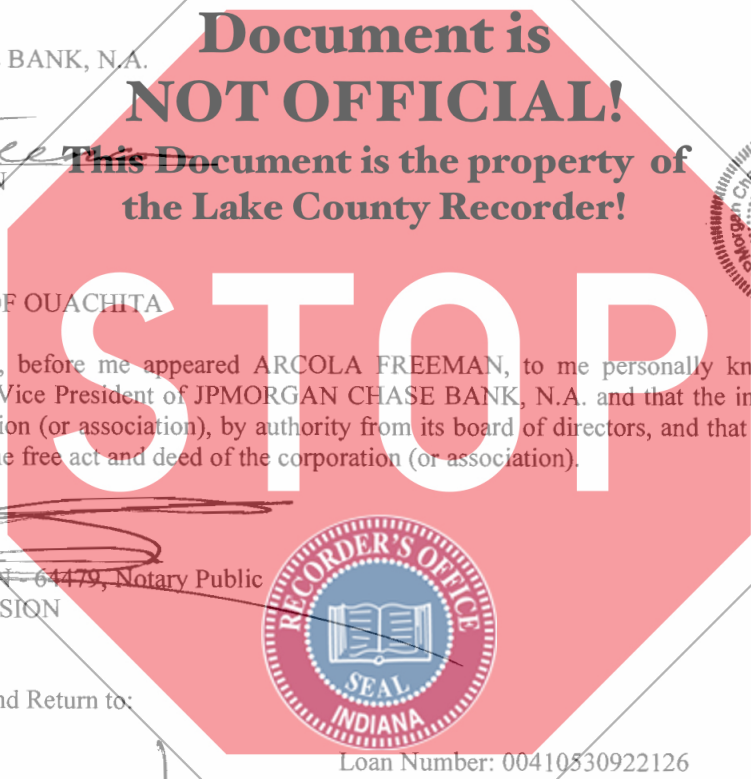 Document is
BANK, N.A.
NOT OFFICIAL!
This Document is the property of
the Lake County Recorder!
Morgan Ch
OF OUACHITA
STOP
, before me appeared ARCOLA FREEMAN, to me personally kn
Vice President of JPMORGAN CHASE BANK, N.A. and that the in
ion (or association), by authority from its board of directors, and that
e free act and deed of the corporation (or association).
N - 64479, Notary Public
SION
RECORDER'S OFFICE
SEAL
INDIANA
nd Return to:
Loan Number: 00410530922126